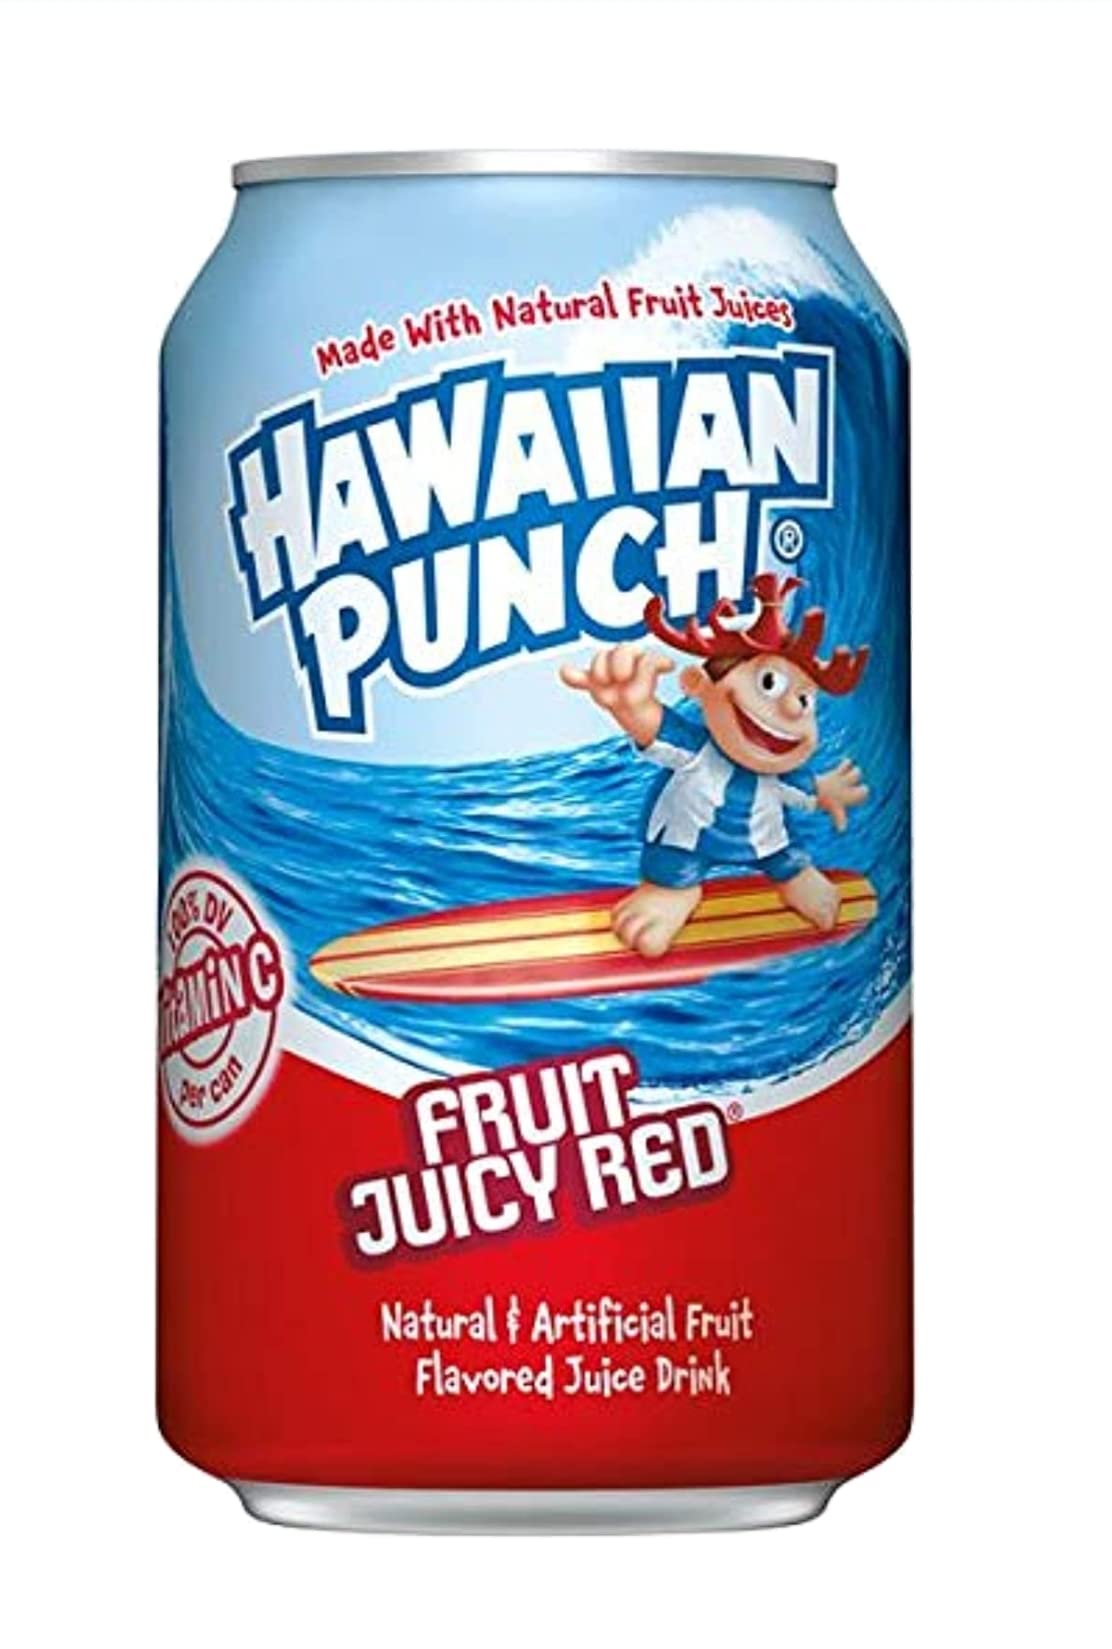 Made With Natural Fruit Juices
HAWAIIAN
PUNCH®
100% DV
VITAMIN C
Per can
FRUIT
JUICY RED®
Natural & Artificial Fruit
Flavored Juice Drink